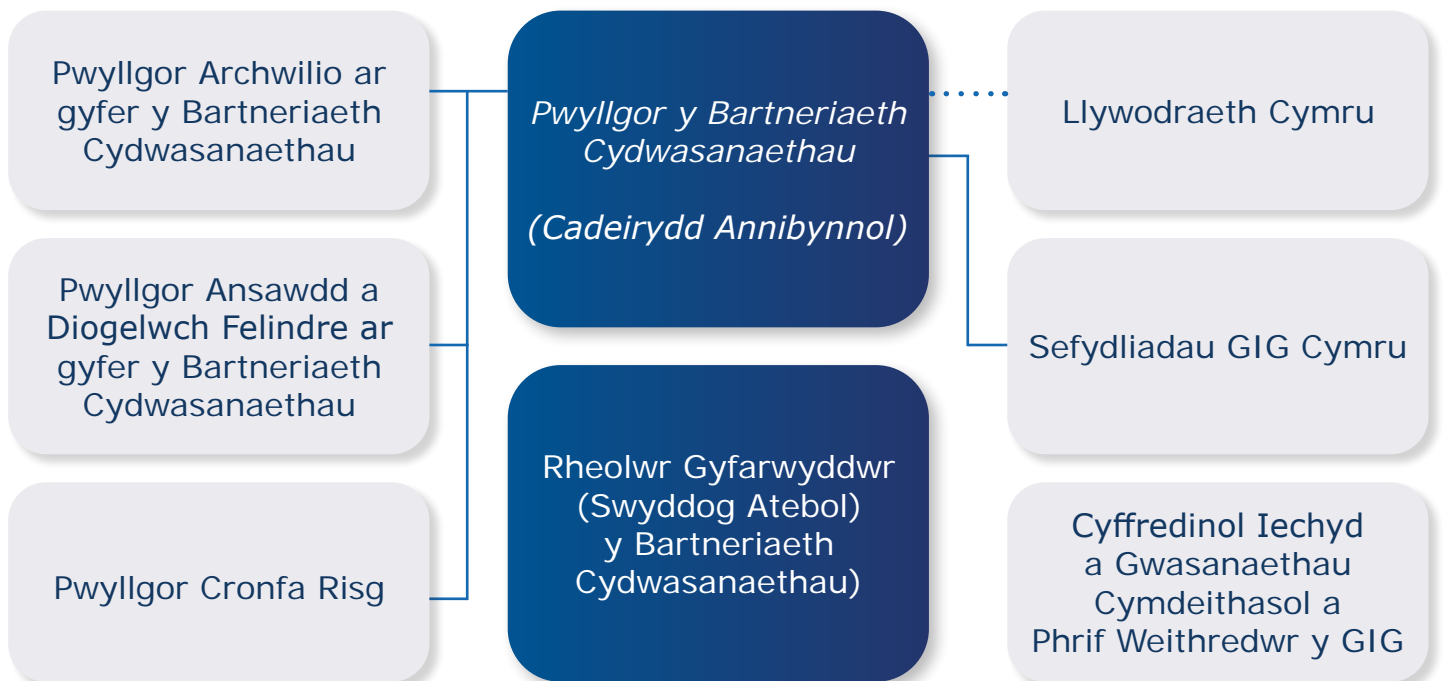 Pwyllgor Archwilio ar
gyfer y Bartneriaeth
Cydwasanaethau
Pwyllgor Ansawdd a
Diogelwch Felindre ar
gyfer y Bartneriaeth
Cydwasanaethau
Pwyllgor Cronfa Risg
Pwyllgor y Bartneriaeth
Cydwasanaethau
(Cadeirydd Annibynnol)
Rheolwr Gyfarwyddwr
(Swyddog Atebol)
y Bartneriaeth
Cydwasanaethau)
Llywodraeth Cymru
Sefydliadau GIG Cymru
Cyffredinol Iechyd
a Gwasanaethau
Cymdeithasol a
Phrif Weithredwr y GIG